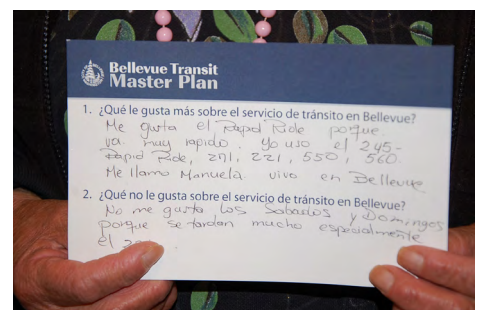 Bellevue Transit
Master Plan
1. ¿Qué le gusta más sobre el servicio de tránsito en Bellevue?
Me gusta el Rapid Ride porque
va muy rapido. Yo uso el 245-
Rapid Ride, 271, 221, 550, 560
Me llamo Manuela vivo en Bellevue
2. ¿Qué no le gusta sobre el servicio de tránsito en Bellevue?
No me gusta los Sabados y Domingos
porque se tardan mucho especialmente
el